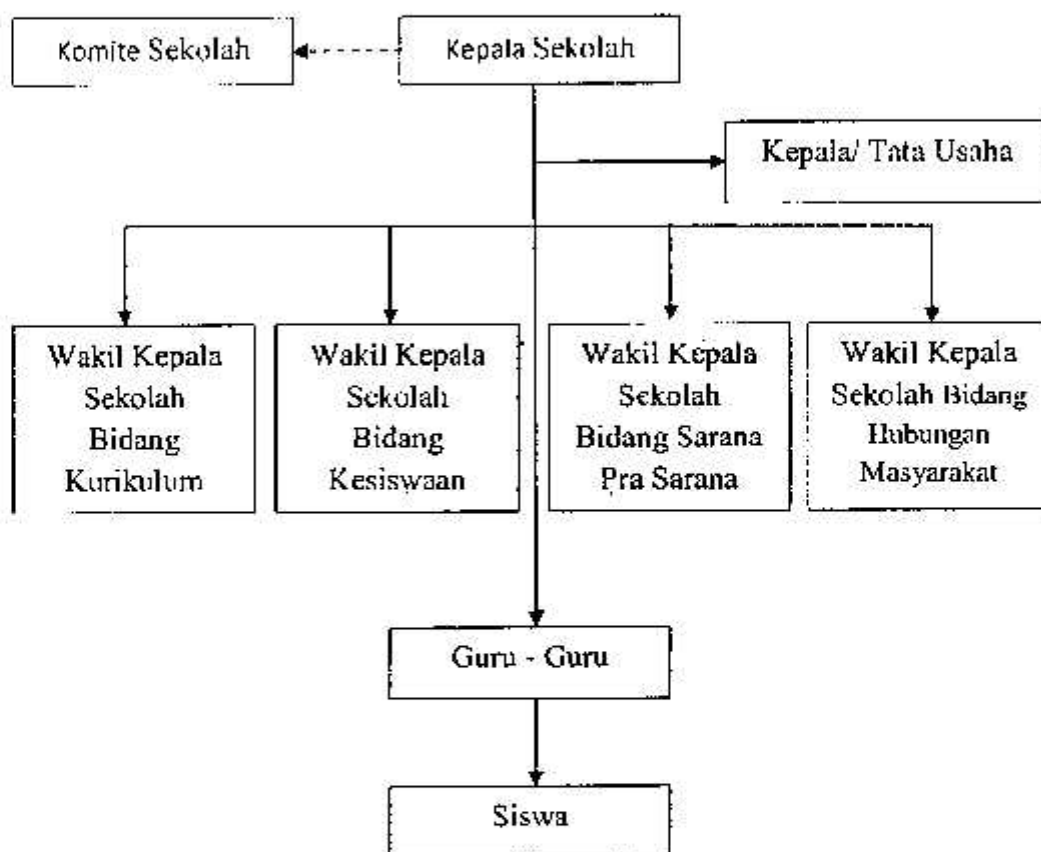 Komite Sekolah
Kepala Sekolah
Kepala/ Tata Usaha
Wakil Kepala
Sekolah
Bidang
Kurikulum
Wakil Kepala
Sekolah
Bidang
Kesiswaan
Wakil Kepala
Sekolah
Bidang Sarana
Pra Sarana
Wakil Kepala
Sekolah Bidang
Hubungan
Masyarakat
Guru - Guru
Siswa